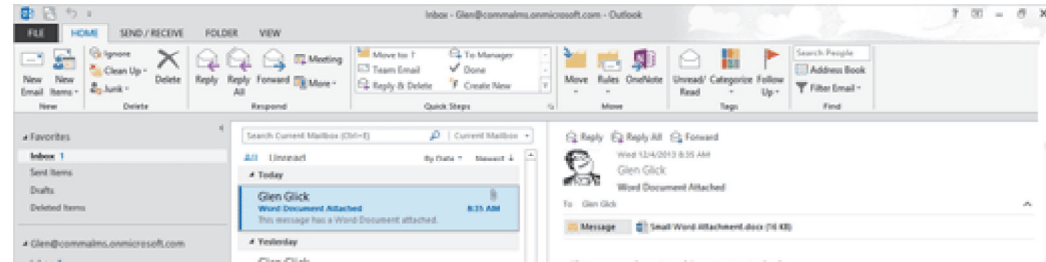 Inbox - Glen@commalms.onmicrosoft.com - Outlook
FILE HOME SEND / RECEIVE FOLDER VIEW
Ignore
Clean Up
Junk
New Email
New Items
Delete
Reply
Reply All
Forward
Meeting
More
Move to: ?
Team Email
Reply & Delete
To Manager
Done
Create New
Move
Rules
OneNote
Unread/ Read
Categorize
Follow Up
Search People
Address Book
Filter Email
New Delete Respond Quick Steps Move Tags Find
Favorites
Inbox 1
Sent Items
Drafts
Deleted Items
Glen@commalms.onmicrosoft.com
Search Current Mailbox (Ctrl+E) Current Mailbox
All Unread By Date Newest
Today
Glen Glick
Word Document Attached 8:35 AM
This message has a Word Document attached.
Yesterday
Glen Glick
Reply Reply All Forward
Wed 12/4/2013 8:35 AM
Glen Glick
Word Document Attached
To Glen Glick
Message Small Word Attachment.docx (16 KB)